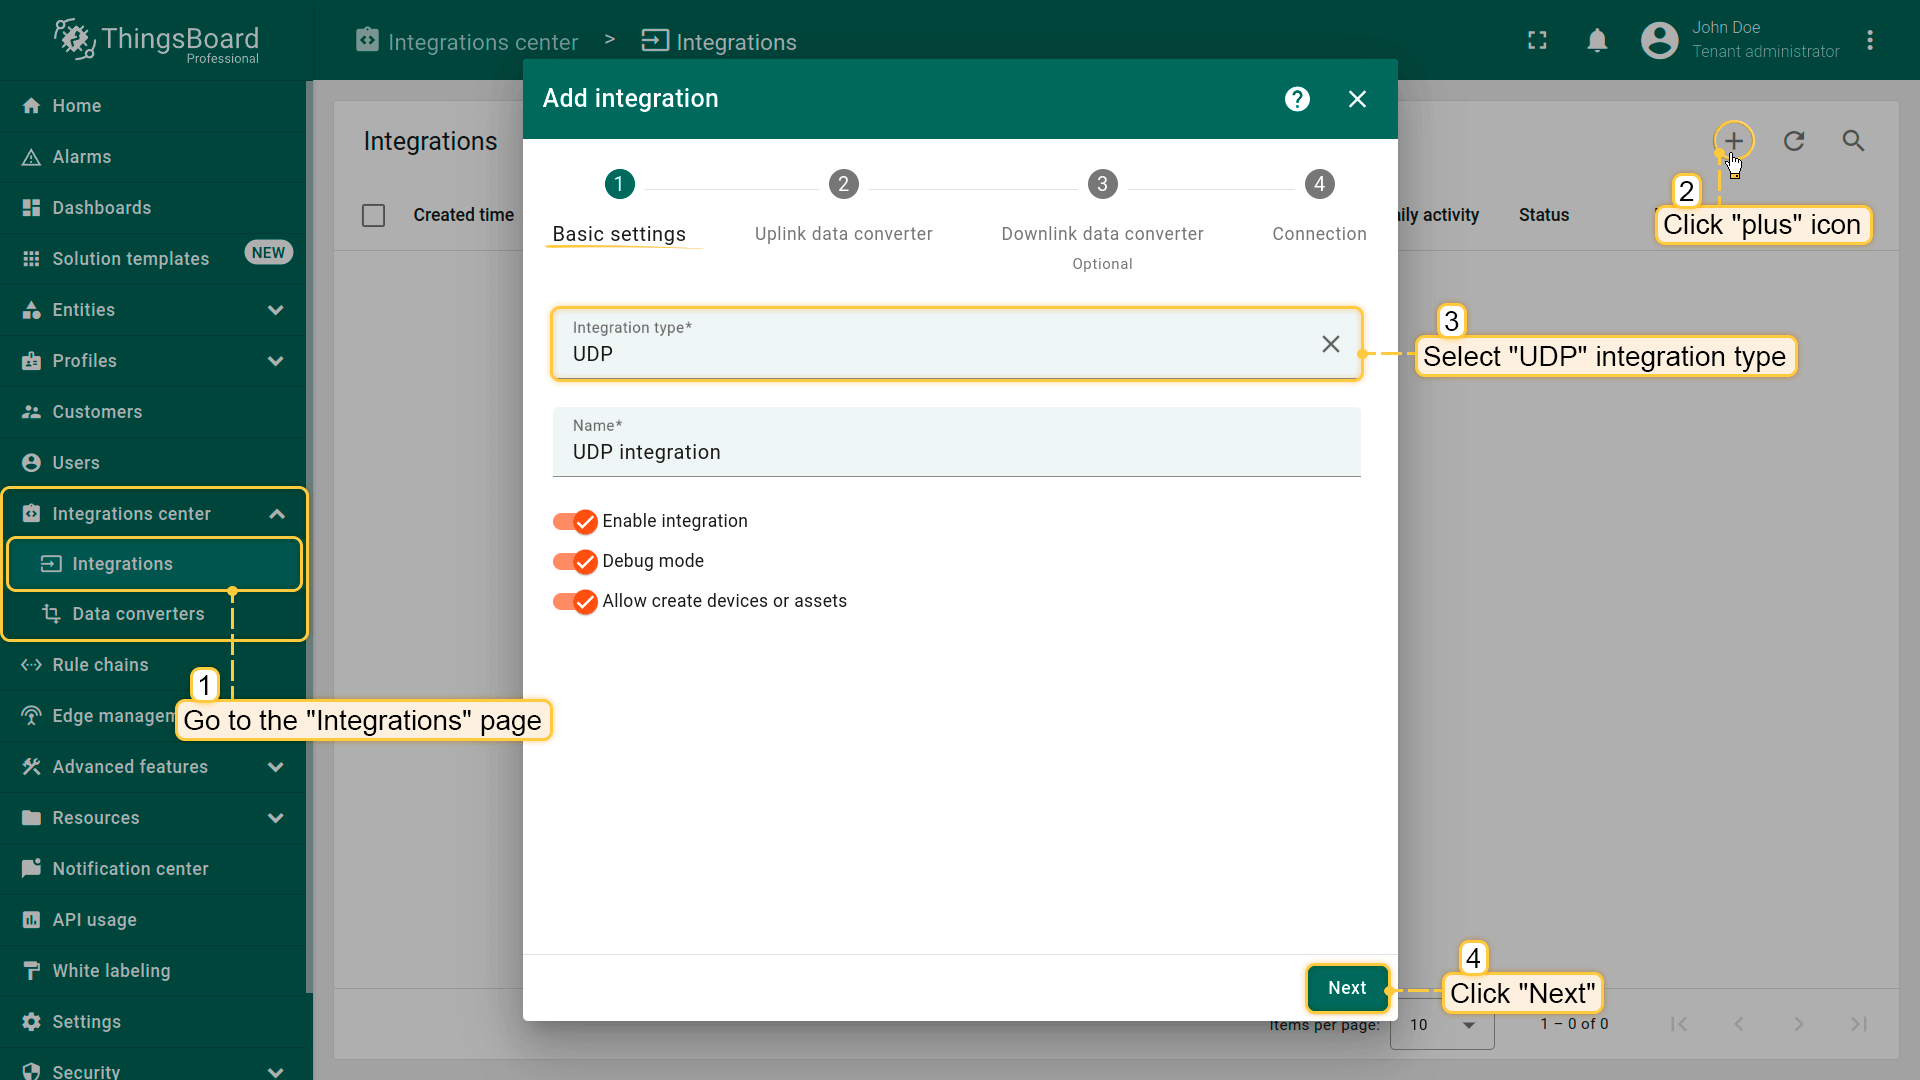 ThingsBoard
Professional
Integrations center > Integrations
John Doe
Tenant administrator
Home
Alarms
Dashboards
Solution templates NEW
Entities
Profiles
Customers
Users
Integrations center
Integrations
Data converters
Rule chains
Edge managem
Advanced features
Resources
Notification center
API usage
White labeling
Settings
Security
1
Go to the "Integrations" page
Integrations
Created time
ily activity
Status
2
Click "plus" icon
Add integration
?
1 2 3 4
Basic settings
Uplink data converter
Downlink data converter
Optional
Connection
Integration type*
UDP
3
Select "UDP" integration type
Name*
UDP integration
Enable integration
Debug mode
Allow create devices or assets
Next
4
Click "Next"
Items per page: 10 1 – 0 of 0